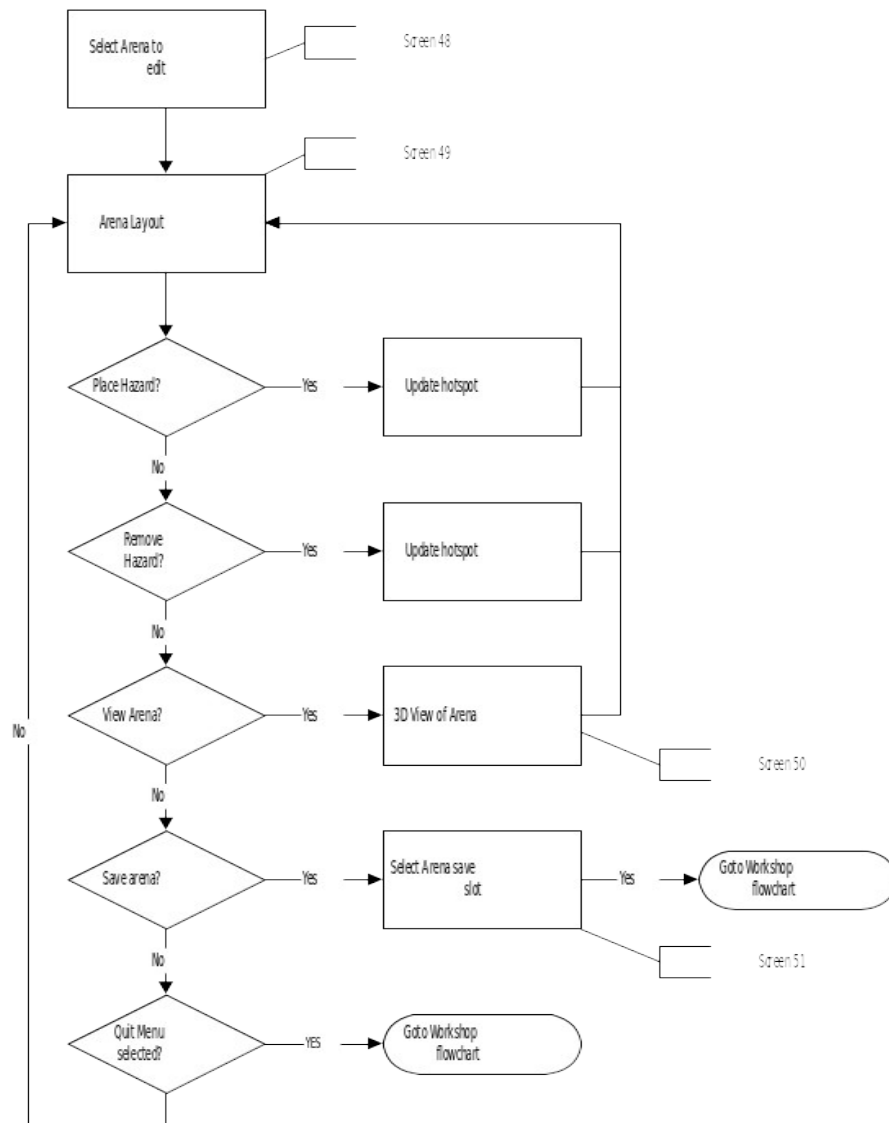 Select Arena to
edit
Screen 48
Screen 49
Arena Layout
Place Hazard?
Yes
Update hotspot
No
Remove
Hazard?
Yes
Update hotspot
No
View Arena?
Yes
3D View of Arena
No
Screen 50
No
Save arena?
Yes
Select Arena save
slot
Yes
Goto Workshop
flowchart
No
Screen 51
Quit Menu
selected?
YES
Goto Workshop
flowchart